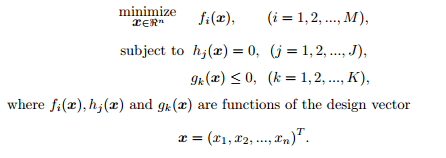 minimize f_i(x), (i = 1, 2, ..., M),
x∈ℝⁿ
subject to h_j(x) = 0, (j = 1, 2, ..., J),
g_k(x) ≤ 0, (k = 1, 2, ..., K),
where f_i(x), h_j(x) and g_k(x) are functions of the design vector
x = (x_1, x_2, ..., x_n)^T.